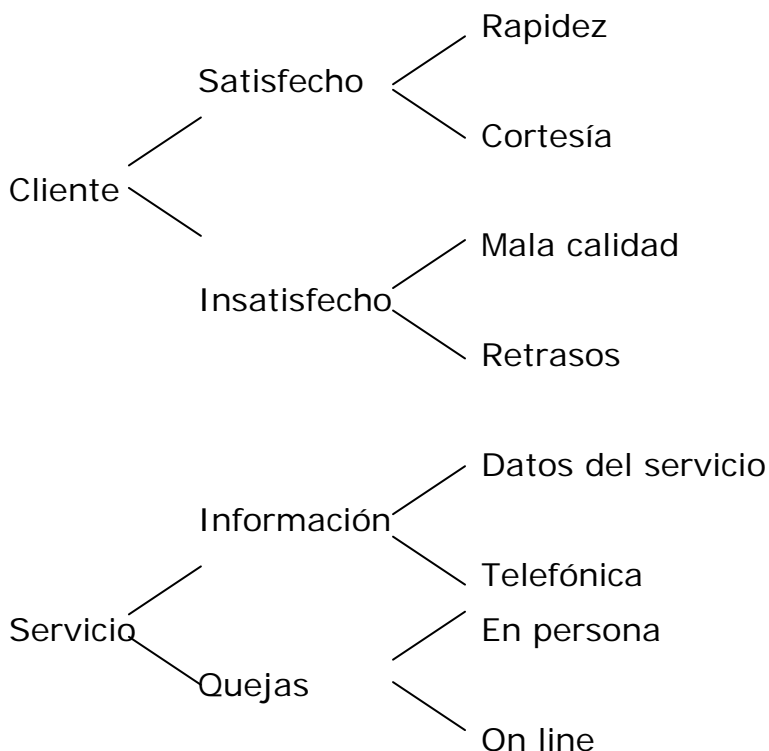 Rapidez
Satisfecho
Cortesía
Cliente
Mala calidad
Insatisfecho
Retrasos
Datos del servicio
Información
Telefónica
Servicio
En persona
Quejas
On line